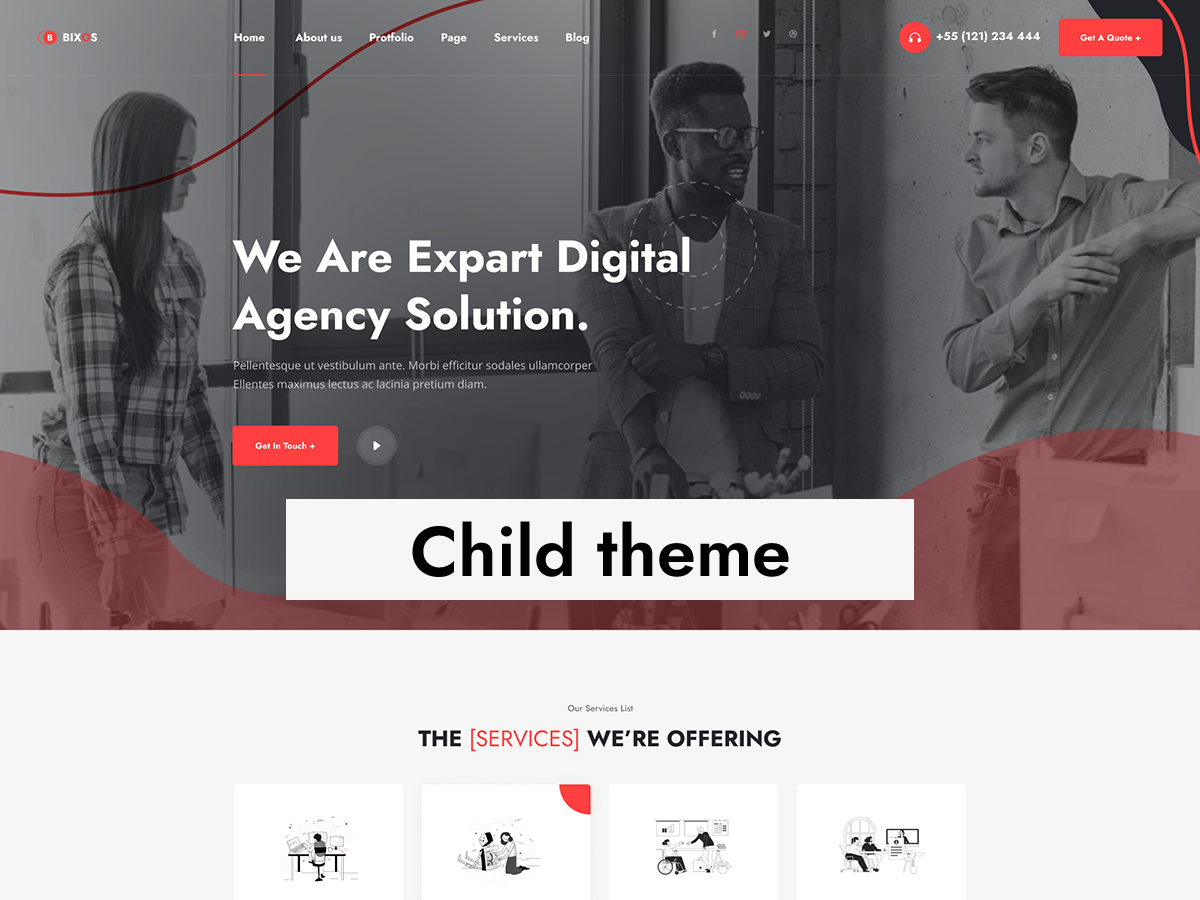 B BIXOS
Home About us Protfolio Page Services Blog
+55 (121) 234 444
Get A Quote +
We Are Expart Digital
Agency Solution.
Pellentesque ut vestibulum ante. Morbi efficitur sodales ullamcorper
Ellentes maximus lectus ac lacinia pretium diam.
Get In Touch +
Child theme
Our Services List
THE [SERVICES] WE’RE OFFERING